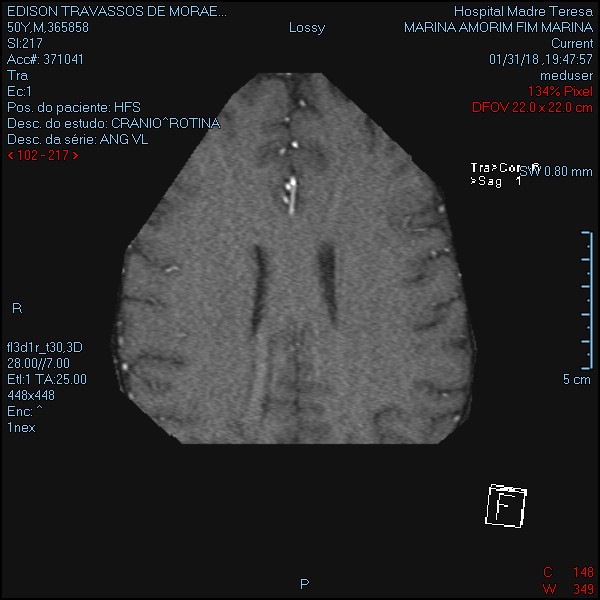 EDISON TRAVASSOS DE MORAE...
50Y,M,365858
Sl:217
Acc#: 371041
Tra
Ec:1
Pos. do paciente: HFS
Desc. do estudo: CRANIO^ROTINA
Desc. da série: ANG VL
< 102 - 217 >
Lossy
Hospital Madre Teresa
MARINA AMORIM FIM MARINA
Current
01/31/18 ,19:47:57
meduser
134% Pixel
DFOV 22.0 x 22.0 cm
Tra>Cor
>Sag 1
SW 0.80 mm
R
fl3d1r_t30,3D
28.00//7.00
Etl:1 TA:25.00
448x448
Enc: ^
1nex
5 cm
F
P
C 148
W 349